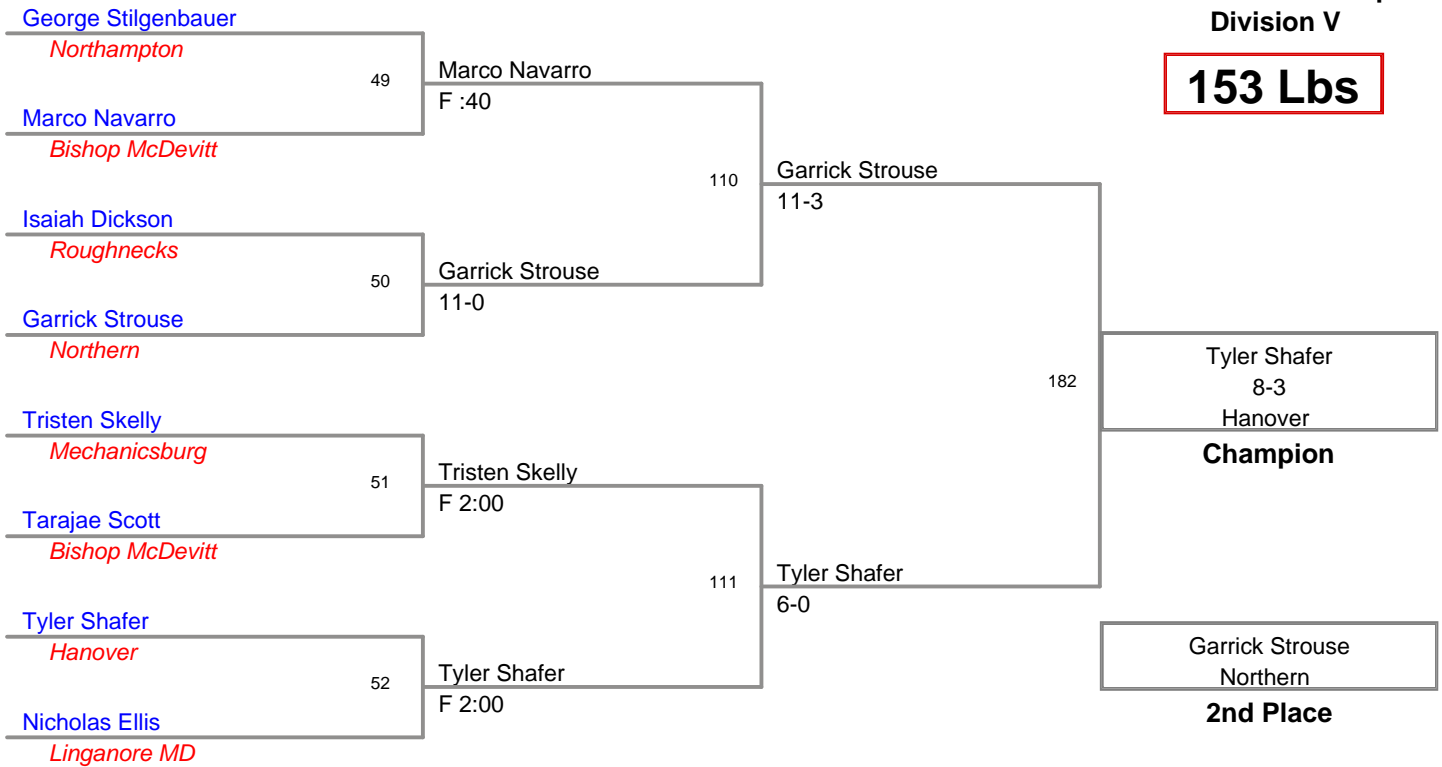 George Stilgenbauer
Northampton
49
Marco Navarro
Bishop McDevitt
Marco Navarro
F :40
Isaiah Dickson
Roughnecks
50
Garrick Strouse
Northern
Garrick Strouse
11-0
110
Garrick Strouse
11-3
Tristen Skelly
Mechanicsburg
51
Tarajae Scott
Bishop McDevitt
Tristen Skelly
F 2:00
Tyler Shafer
Hanover
52
Nicholas Ellis
Linganore MD
Tyler Shafer
F 2:00
111
Tyler Shafer
6-0
182
Division V
153 Lbs
Tyler Shafer
8-3
Hanover
Champion
Garrick Strouse
Northern
2nd Place